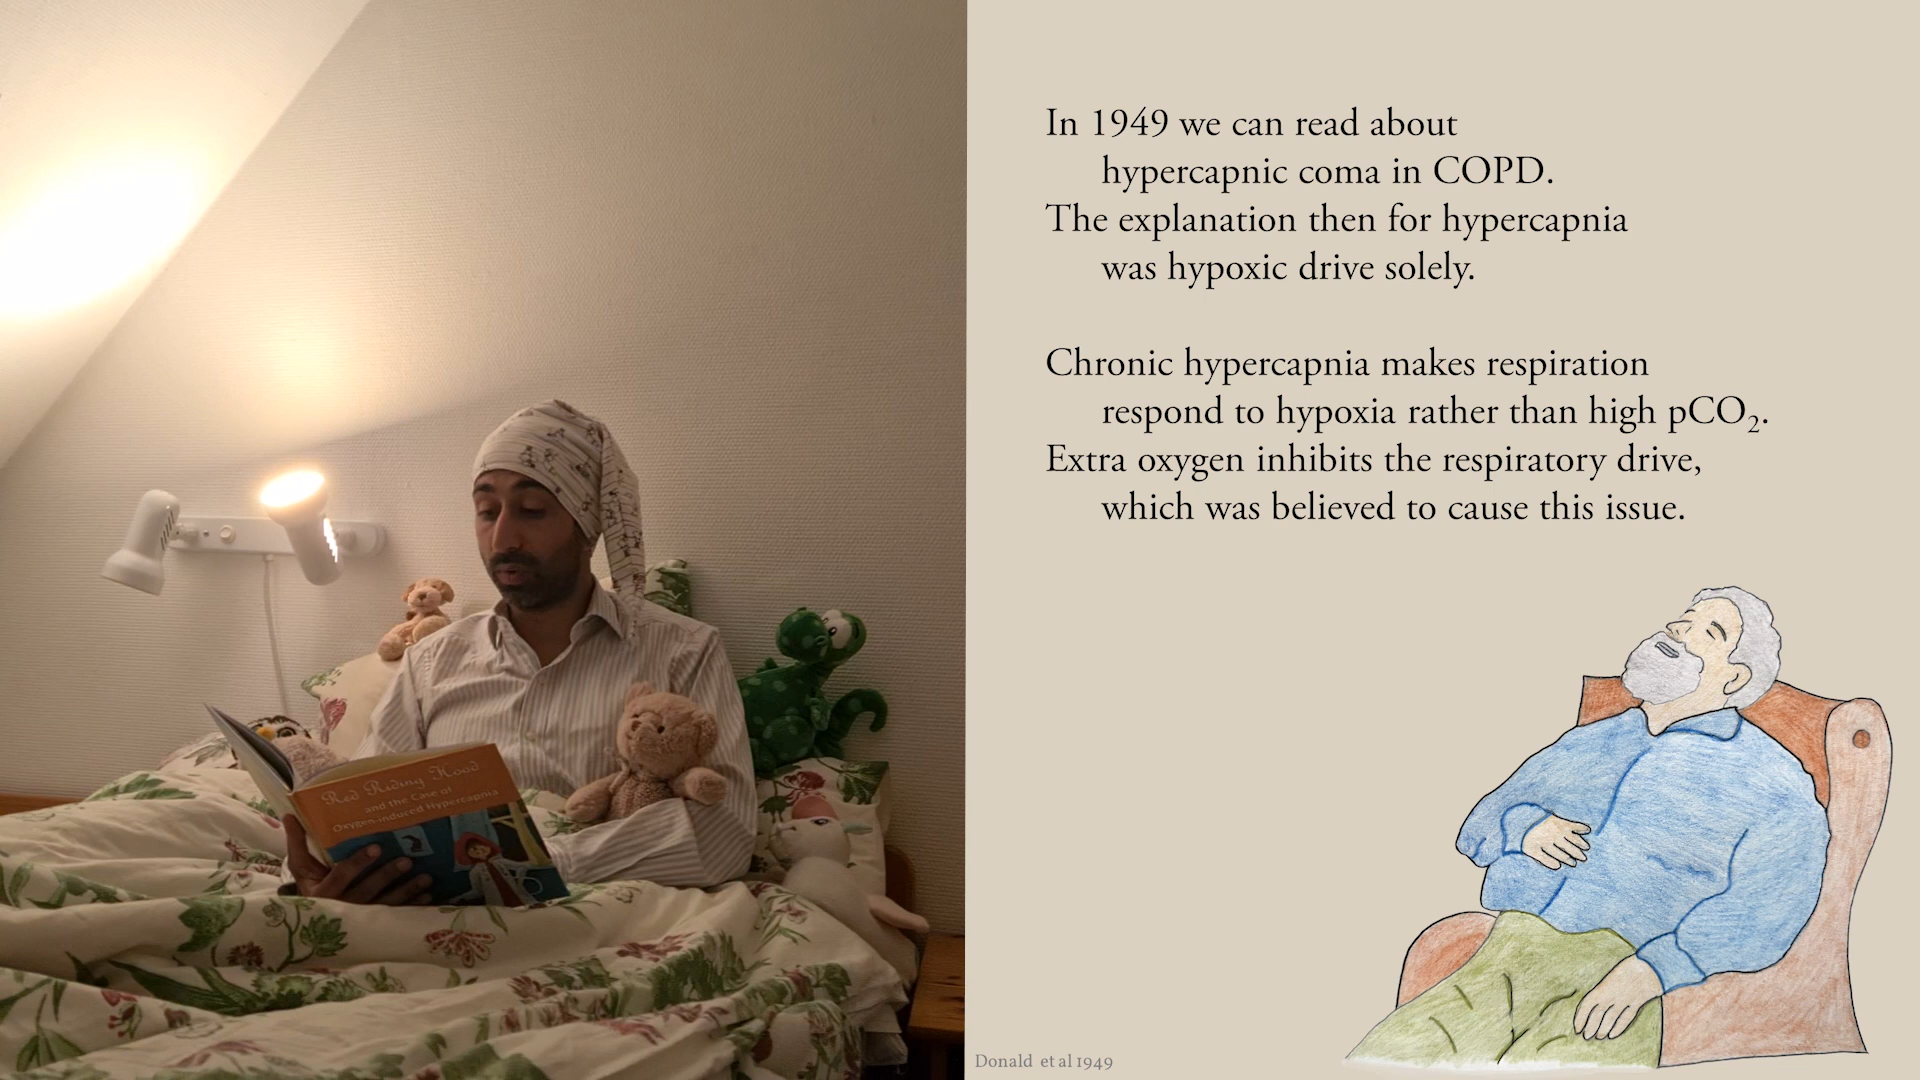 Red Riding Hood
and the Case of
Oxygen-induced Hypercapnia
In 1949 we can read about
hypercapnic coma in COPD.
The explanation then for hypercapnia
was hypoxic drive solely.
Chronic hypercapnia makes respiration
respond to hypoxia rather than high pCO₂.
Extra oxygen inhibits the respiratory drive,
which was believed to cause this issue.
Donald et al 1949